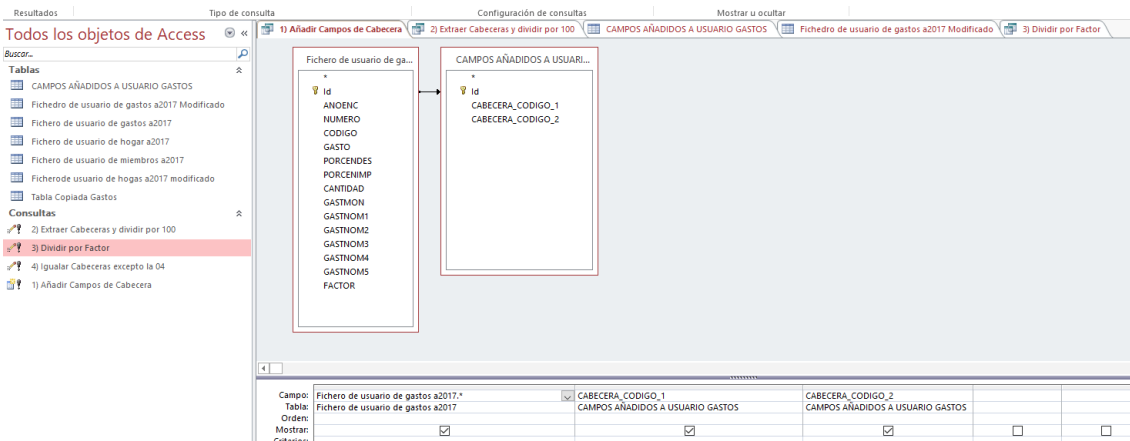 Resultados
Tipo de consulta
Configuración de consultas
Mostrar u ocultar
Todos los objetos de Access
Buscar...
Tablas
CAMPOS AÑADIDOS A USUARIO GASTOS
Fichedro de usuario de gastos a2017 Modificado
Fichero de usuario de gastos a2017
Fichero de usuario de hogar a2017
Fichero de usuario de miembros a2017
Ficherode usuario de hogas a2017 modificado
Tabla Copiada Gastos
Consultas
2) Extraer Cabeceras y dividir por 100
3) Dividir por Factor
4) Igualar Cabeceras excepto la 04
1) Añadir Campos de Cabecera
1) Añadir Campos de Cabecera
2) Extraer Cabeceras y dividir por 100
CAMPOS AÑADIDOS A USUARIO GASTOS
Fichedro de usuario de gastos a2017 Modificado
3) Dividir por Factor
Fichero de usuario de ga...
*
Id
ANOENC
NUMERO
CODIGO
GASTO
PORCENDES
PORCENIMP
CANTIDAD
GASTMON
GASTNOM1
GASTNOM2
GASTNOM3
GASTNOM4
GASTNOM5
FACTOR
CAMPOS AÑADIDOS A USUARI...
*
Id
CABECERA_CODIGO_1
CABECERA_CODIGO_2
Campo: Fichero de usuario de gastos a2017.* CABECERA_CODIGO_1 CABECERA_CODIGO_2
Tabla: Fichero de usuario de gastos a2017 CAMPOS AÑADIDOS A USUARIO GASTOS CAMPOS AÑADIDOS A USUARIO GASTOS
Orden:
Mostrar:
Criterios: